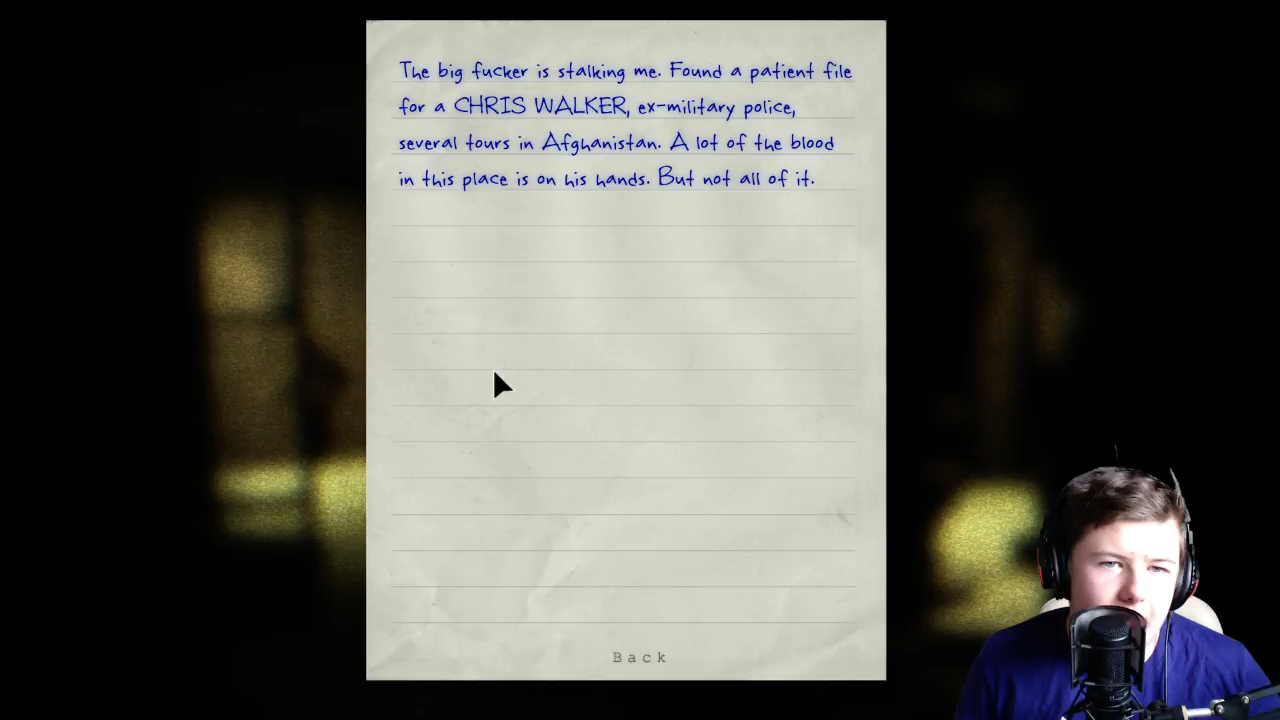 The big fucker is stalking me. Found a patient file
for a CHRIS WALKER, ex-military police,
several tours in Afghanistan. A lot of the blood
in this place is on his hands. But not all of it.
Back